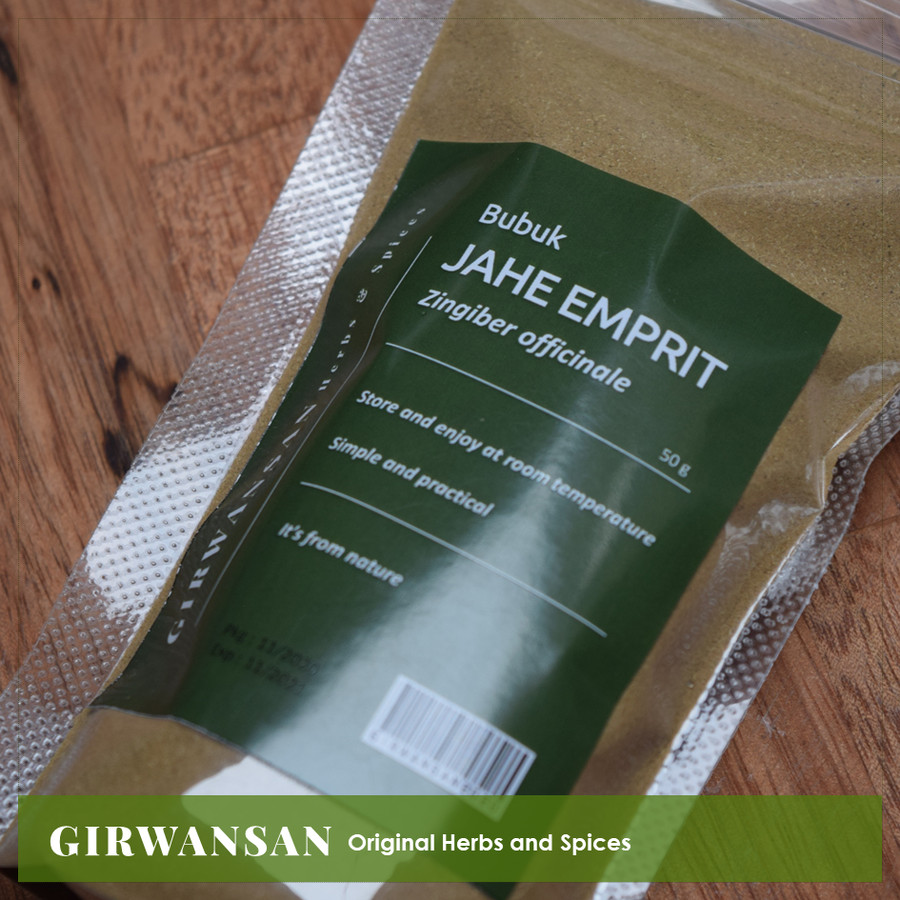 Bubuk
JAHE EMPRIT
Zingiber officinale
50 g
Store and enjoy at room temperature
Simple and practical
It's from nature
GIRWANSAN Herbs & Spices
GIRWANSAN Original Herbs and Spices